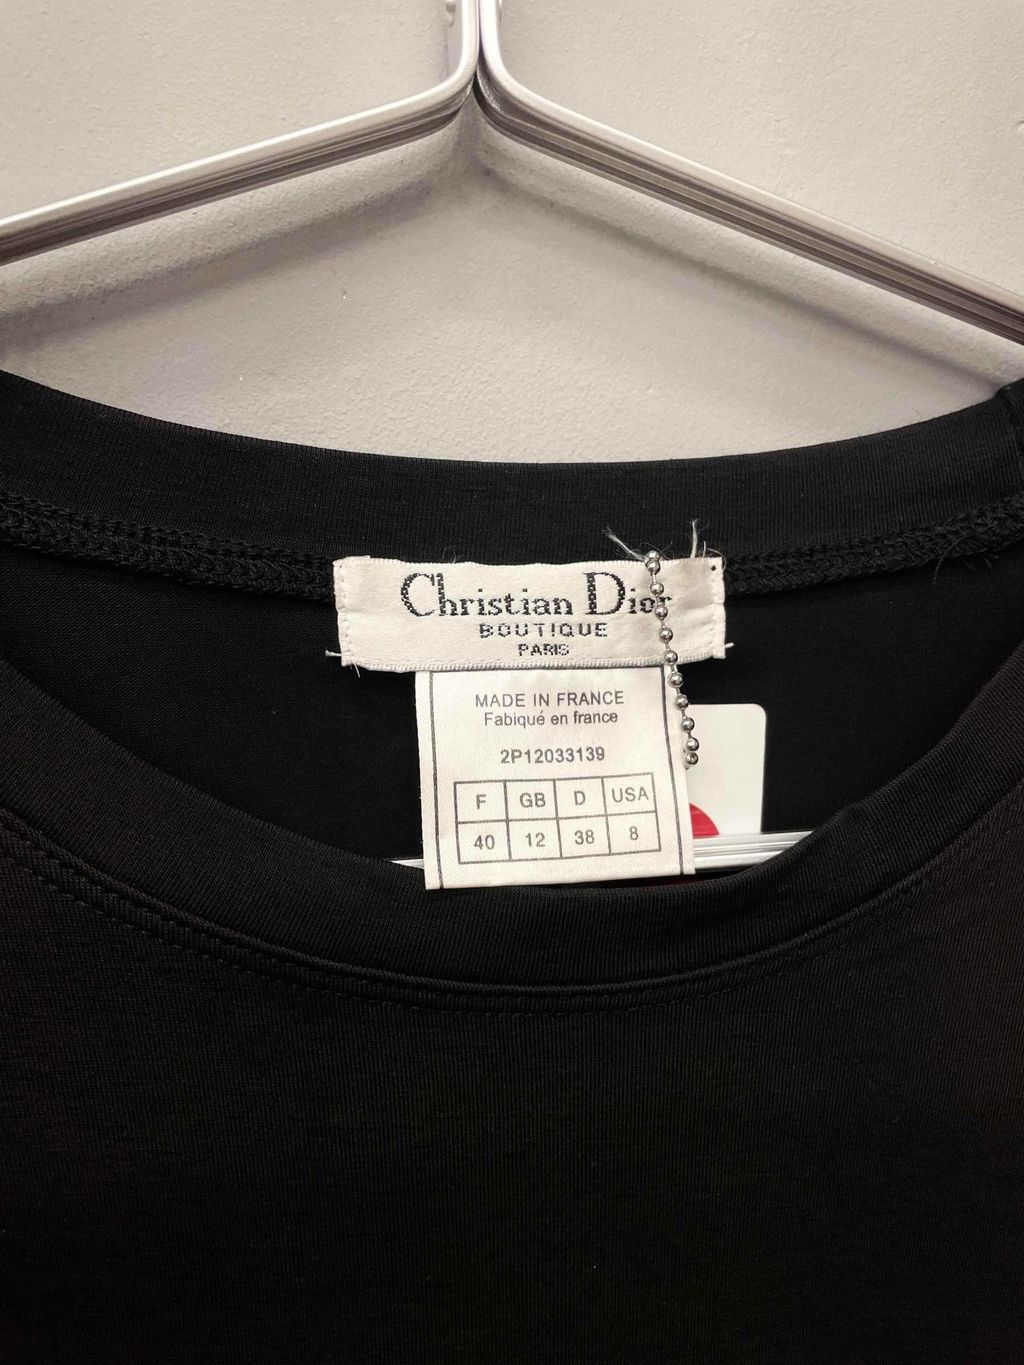 Christian Dior
BOUTIQUE
PARIS
MADE IN FRANCE
Fabiqué en france
2P12033139
F GB D USA
40 12 38 8